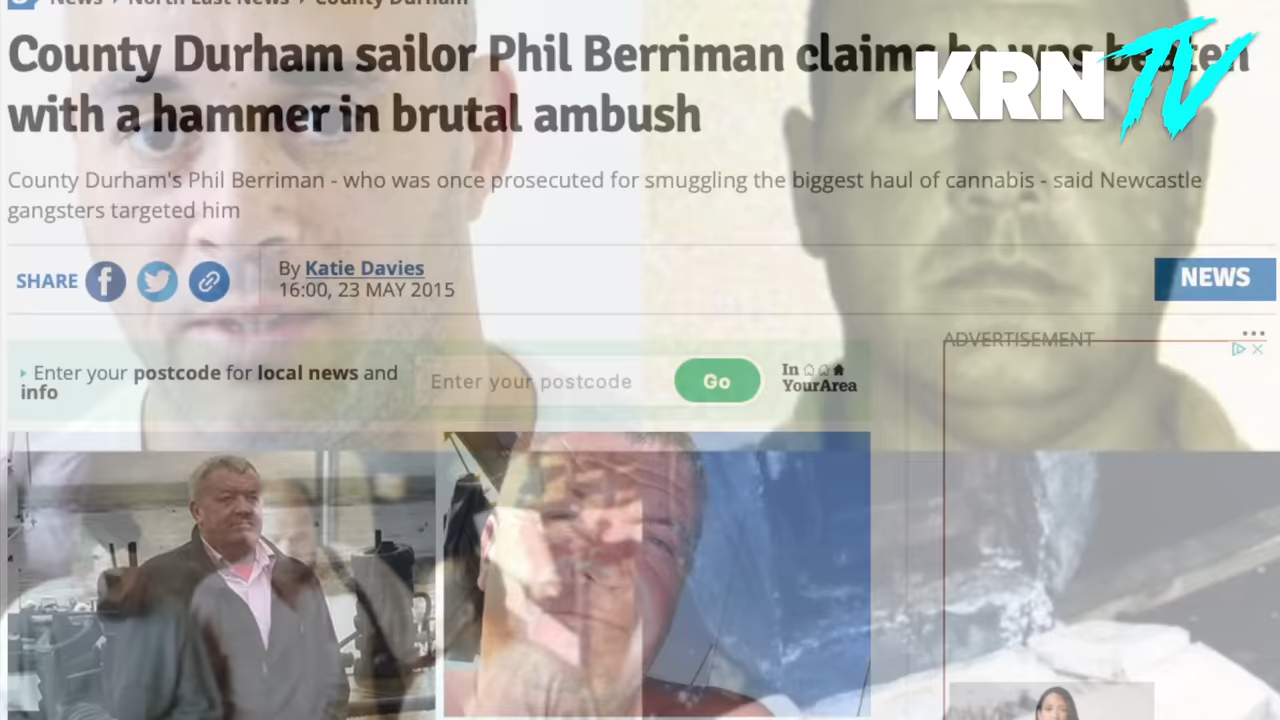 News North East News County Durham
County Durham sailor Phil Berriman claims he was beaten
with a hammer in brutal ambush
KRN TV
County Durham's Phil Berriman - who was once prosecuted for smuggling the biggest haul of cannabis - said Newcastle
gangsters targeted him
SHARE
By Katie Davies
16:00, 23 MAY 2015
NEWS
ADVERTISEMENT
Enter your postcode for local news and
info
Enter your postcode
Go
In
YourArea